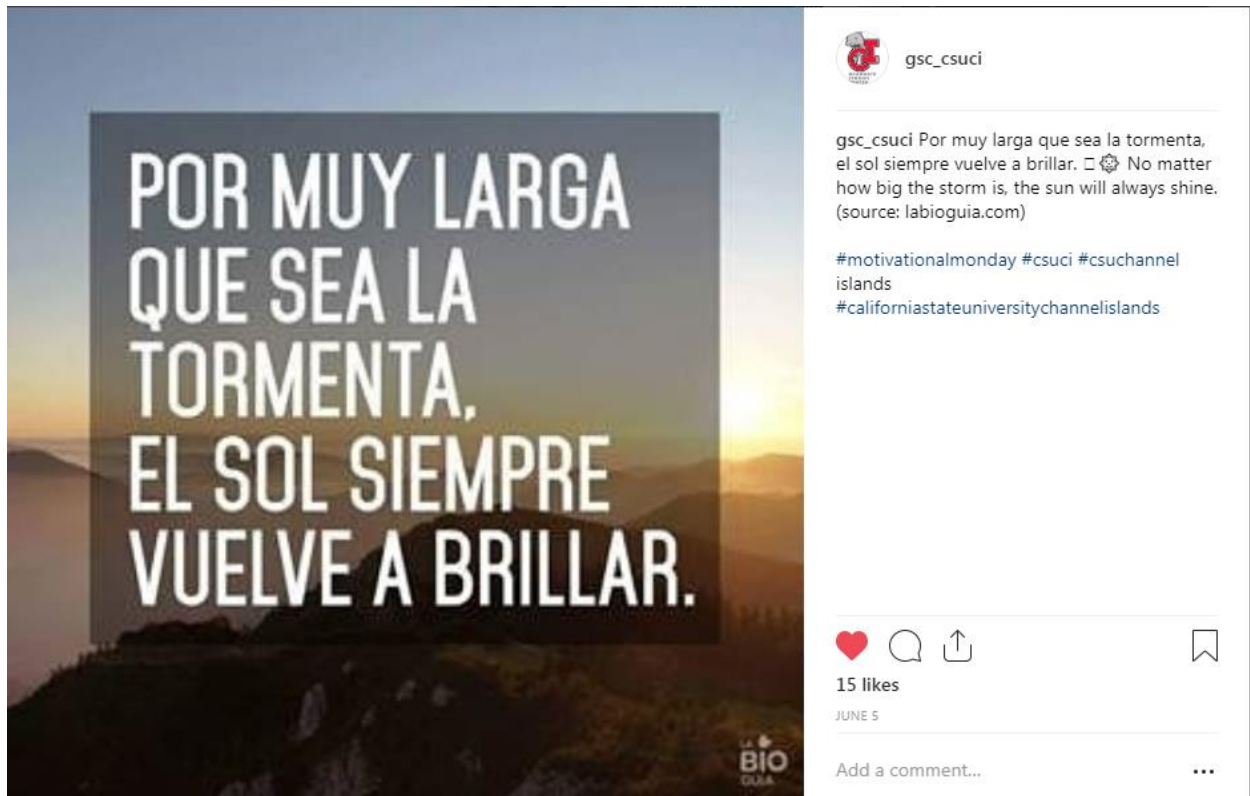 POR MUY LARGA
QUE SEA LA
TORMENTA,
EL SOL SIEMPRE
VUELVE A BRILLAR.
LA
BIO
GUIA
gsc_csuci
gsc_csuci Por muy larga que sea la tormenta,
el sol siempre vuelve a brillar. No matter
how big the storm is, the sun will always shine.
(source: labioguia.com)
#motivationalmonday #csuci #csuchannel
islands
#californiastateuniversitychannelislands
15 likes
JUNE 5
Add a comment...